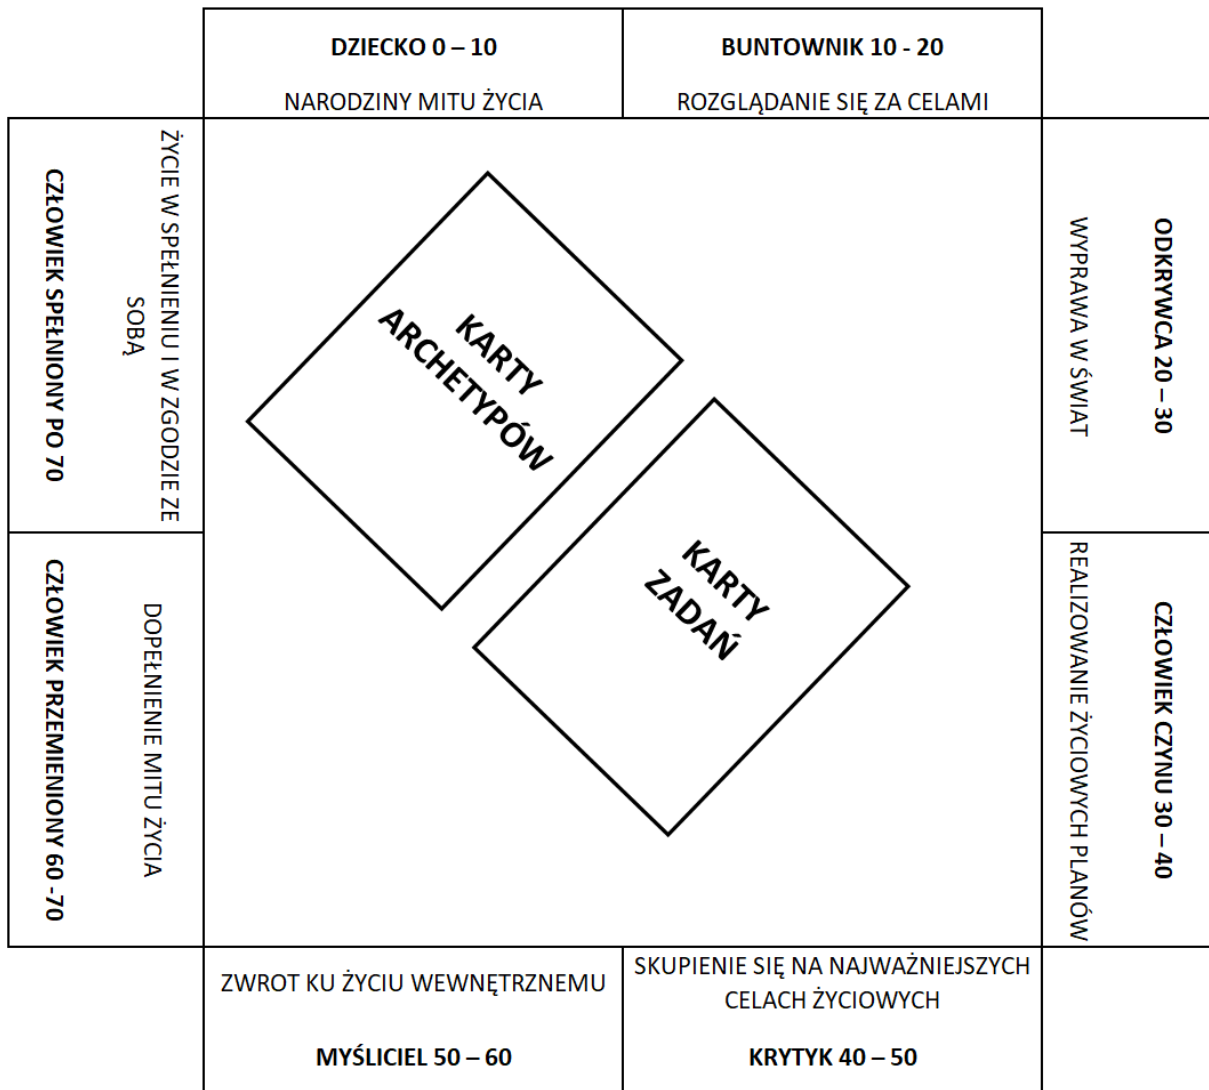 DZIECKO 0 – 10
NARODZINY MITU ŻYCIA
BUNTOWNIK 10 - 20
ROZGLĄDANIE SIĘ ZA CELAMI
ODKRYWCA 20 – 30
WYPRAWA W ŚWIAT
CZŁOWIEK CZYNU 30 – 40
REALIZOWANIE ŻYCIOWYCH PLANÓW
SKUPIENIE SIĘ NA NAJWAŻNIEJSZYCH
CELACH ŻYCIOWYCH
KRYTYK 40 – 50
ZWROT KU ŻYCIU WEWNĘTRZNEMU
MYŚLICIEL 50 – 60
DOPEŁNIENIE MITU ŻYCIA
CZŁOWIEK PRZEMIENIONY 60 -70
ŻYCIE W SPEŁNIENIU I W ZGODZIE ZE
SOBĄ
CZŁOWIEK SPEŁNIONY PO 70
KARTY
ARCHETYPÓW
KARTY
ZADAŃ